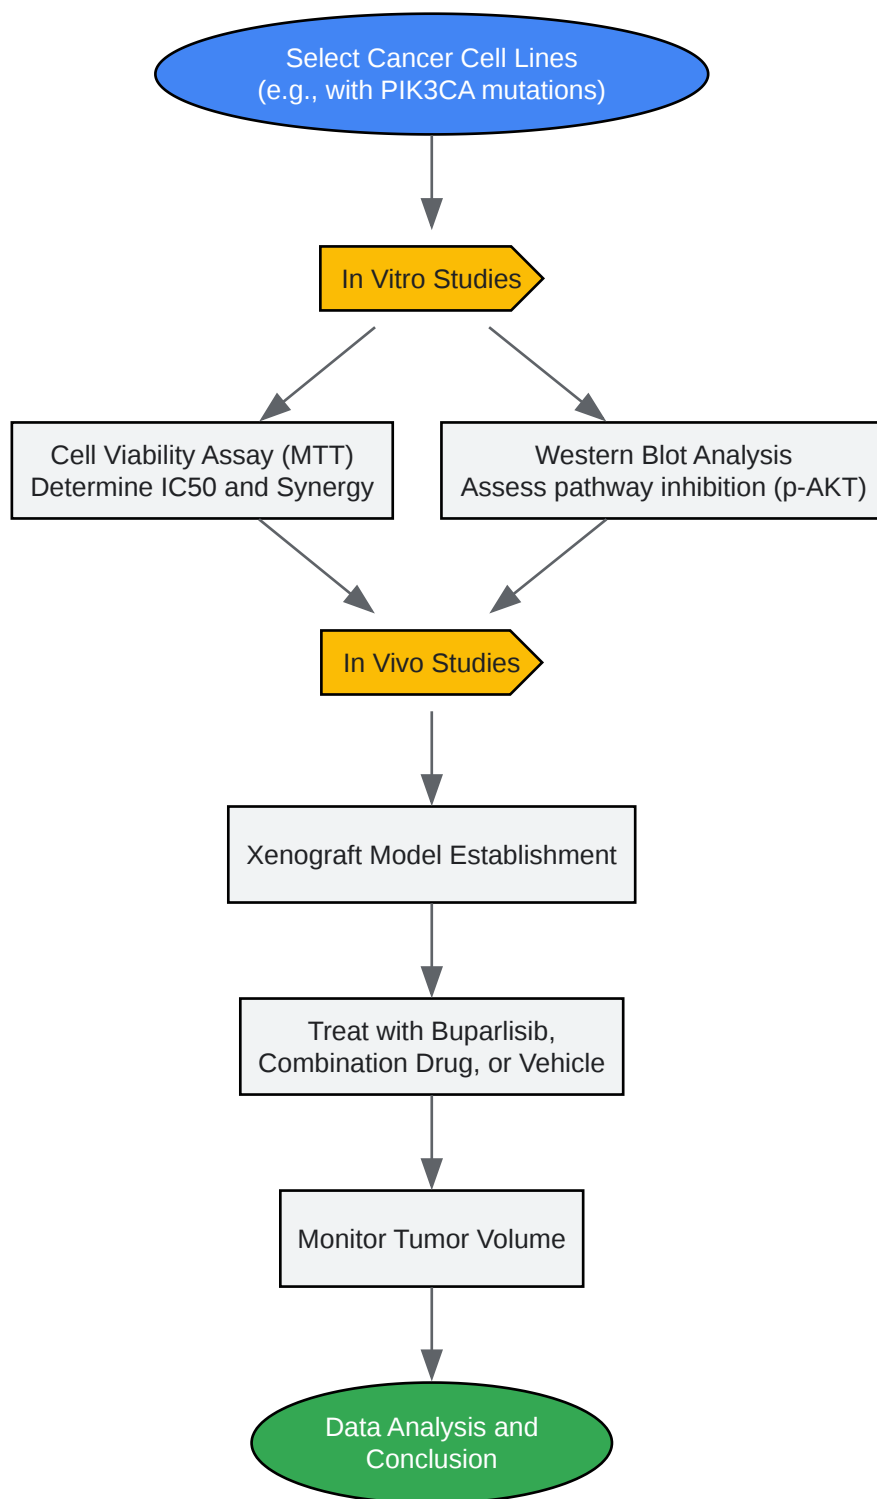 Select Cancer Cell Lines
(e.g., with PIK3CA mutations)
In Vitro Studies
Cell Viability Assay (MTT)
Determine IC50 and Synergy
Western Blot Analysis
Assess pathway inhibition (p-AKT)
In Vivo Studies
Xenograft Model Establishment
Treat with Buparlisib,
Combination Drug, or Vehicle
Monitor Tumor Volume
Data Analysis and
Conclusion